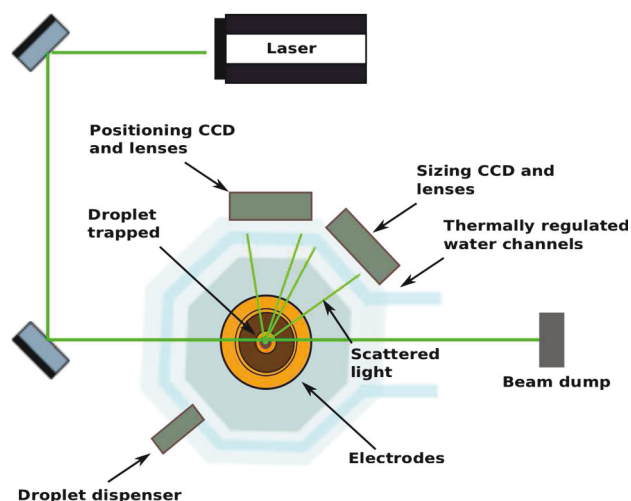 Laser
Positioning CCD
and lenses
Sizing CCD and
lenses
Droplet
trapped
Thermally regulated
water channels
Scattered
light
Beam dump
Electrodes
Droplet dispenser